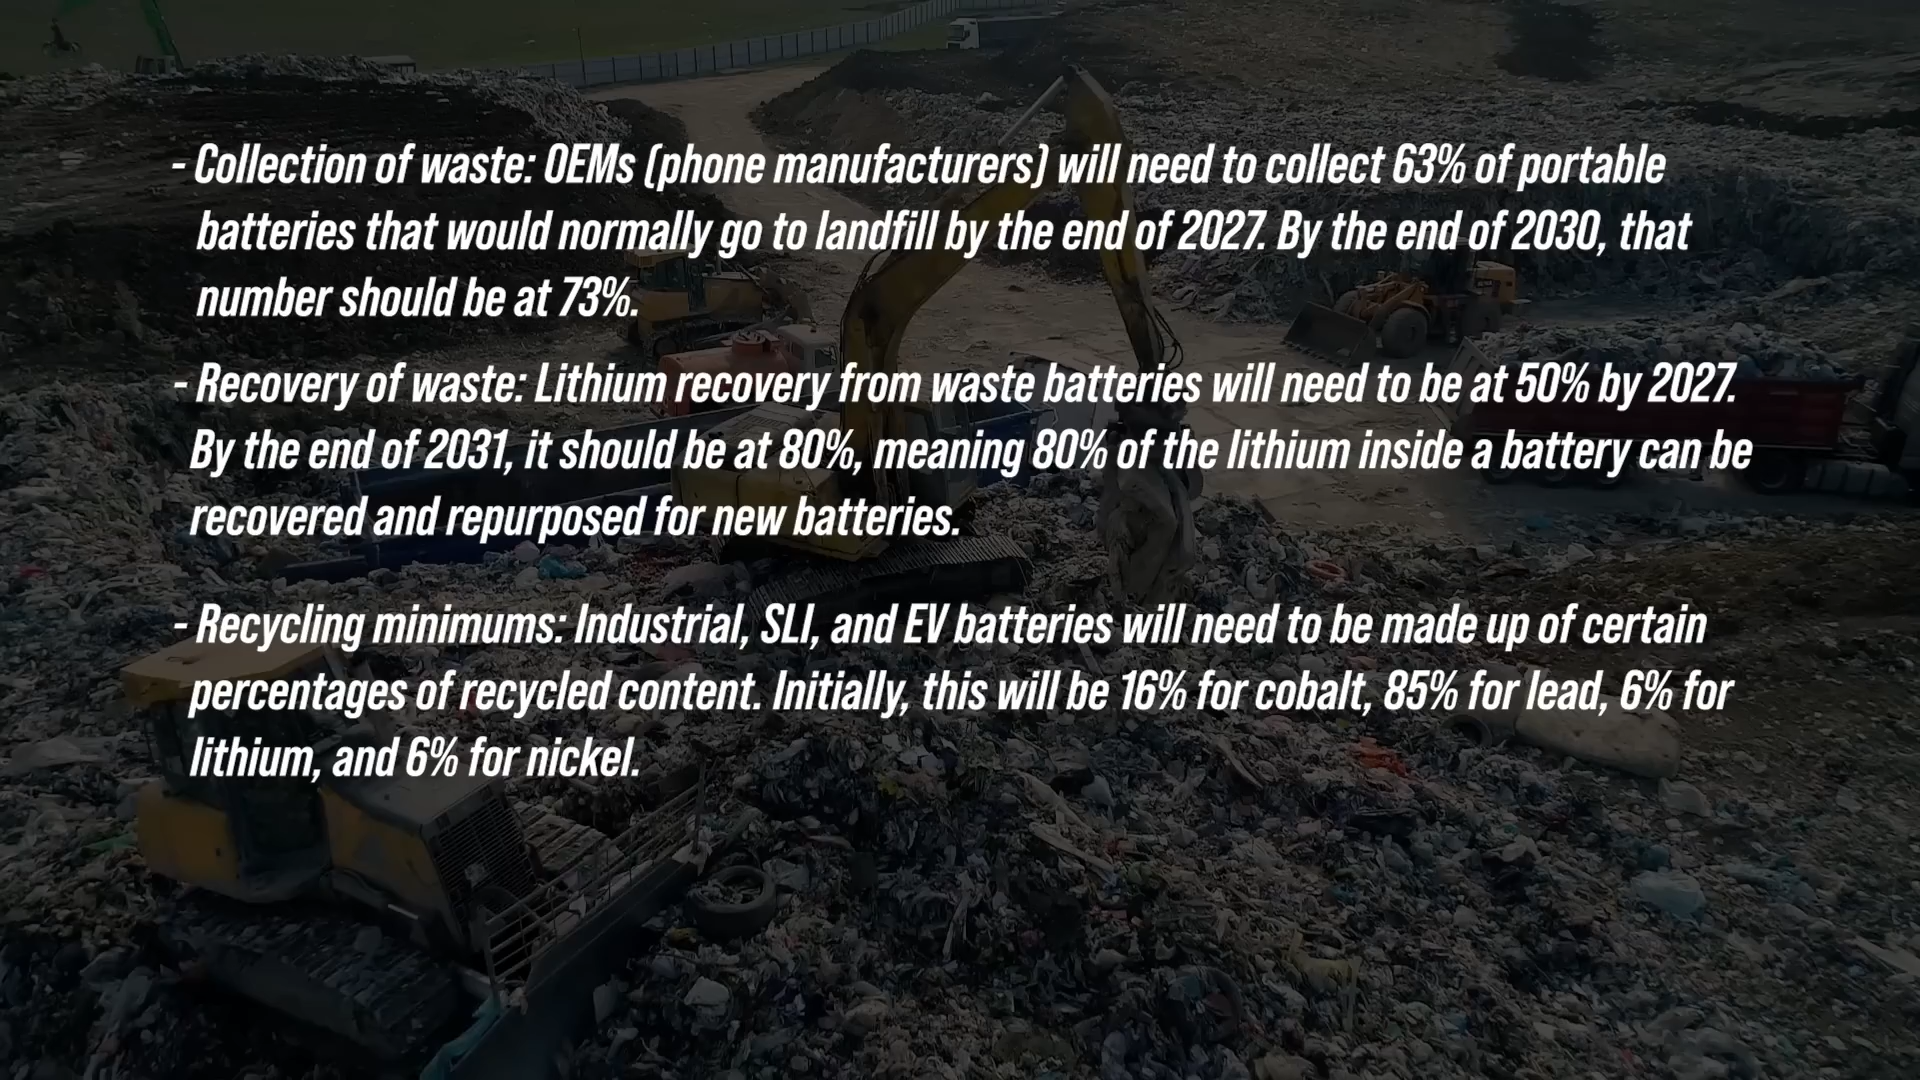 - Collection of waste: OEMs (phone manufacturers) will need to collect 63% of portable
batteries that would normally go to landfill by the end of 2027. By the end of 2030, that
number should be at 73%.
- Recovery of waste: Lithium recovery from waste batteries will need to be at 50% by 2027.
By the end of 2031, it should be at 80%, meaning 80% of the lithium inside a battery can be
recovered and repurposed for new batteries.
- Recycling minimums: Industrial, SLI, and EV batteries will need to be made up of certain
percentages of recycled content. Initially, this will be 16% for cobalt, 85% for lead, 6% for
lithium, and 6% for nickel.